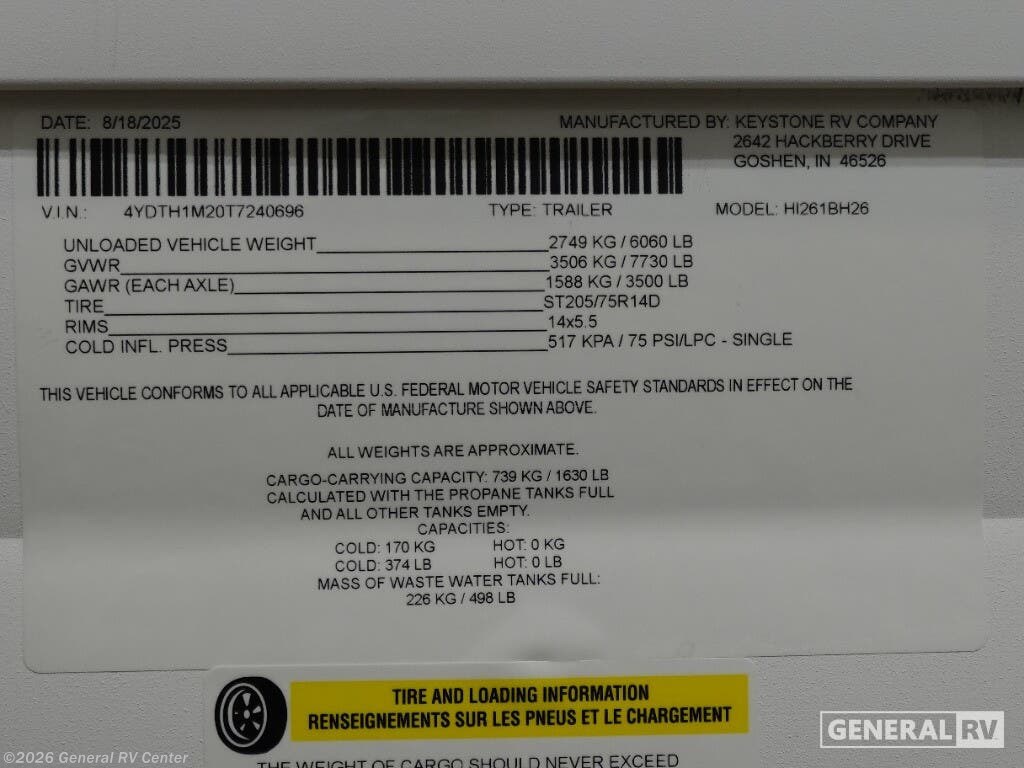 DATE: 8/18/2025
MANUFACTURED BY: KEYSTONE RV COMPANY
2642 HACKBERRY DRIVE
GOSHEN, IN 46526
V.I.N.: 4YDTH1M20T7240696 TYPE: TRAILER MODEL: HI261BH26
UNLOADED VEHICLE WEIGHT 2749 KG / 6060 LB
GVWR 3506 KG / 7730 LB
GAWR (EACH AXLE) 1588 KG / 3500 LB
TIRE ST205/75R14D
RIMS 14x5.5
COLD INFL. PRESS 517 KPA / 75 PSI/LPC - SINGLE
THIS VEHICLE CONFORMS TO ALL APPLICABLE U.S. FEDERAL MOTOR VEHICLE SAFETY STANDARDS IN EFFECT ON THE
DATE OF MANUFACTURE SHOWN ABOVE.
ALL WEIGHTS ARE APPROXIMATE.
CARGO-CARRYING CAPACITY: 739 KG / 1630 LB
CALCULATED WITH THE PROPANE TANKS FULL
AND ALL OTHER TANKS EMPTY.
CAPACITIES:
COLD: 170 KG HOT: 0 KG
COLD: 374 LB HOT: 0 LB
MASS OF WASTE WATER TANKS FULL:
226 KG / 498 LB
TIRE AND LOADING INFORMATION
RENSEIGNEMENTS SUR LES PNEUS ET LE CHARGEMENT
THE WEIGHT OF CARGO SHOULD NEVER EXCEED
GENERAL RV
©2026 General RV Center